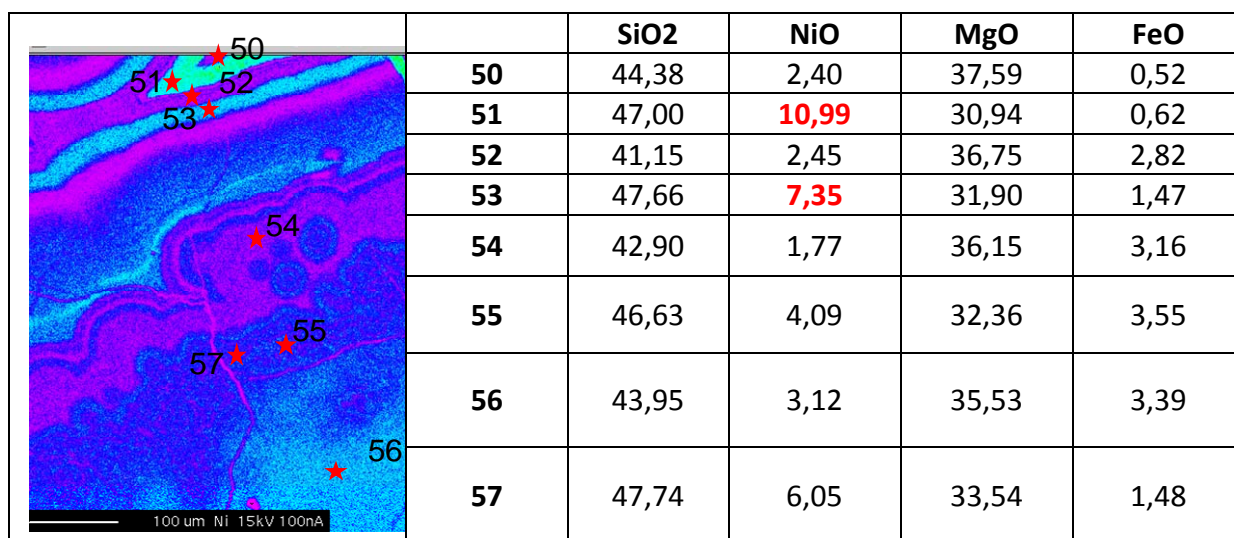 SiO2 NiO MgO FeO
50 44,38 2,40 37,59 0,52
51 47,00 10,99 30,94 0,62
52 41,15 2,45 36,75 2,82
53 47,66 7,35 31,90 1,47
54 42,90 1,77 36,15 3,16
55 46,63 4,09 32,36 3,55
56 43,95 3,12 35,53 3,39
57 47,74 6,05 33,54 1,48
50
51
52
53
54
55
57
56
100 um Ni 15kV 100nA